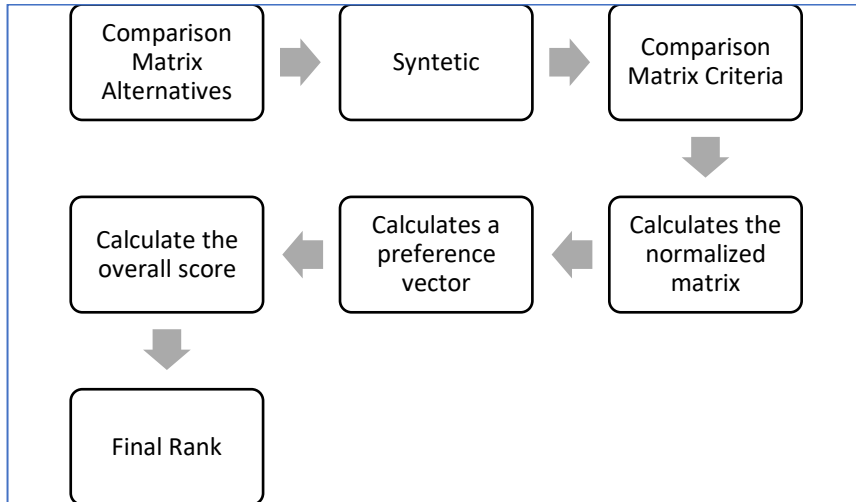 Comparison
Matrix
Alternatives
Syntetic
Comparison
Matrix Criteria
Calculates the
normalized
matrix
Calculates a
preference
vector
Calculate the
overall score
Final Rank